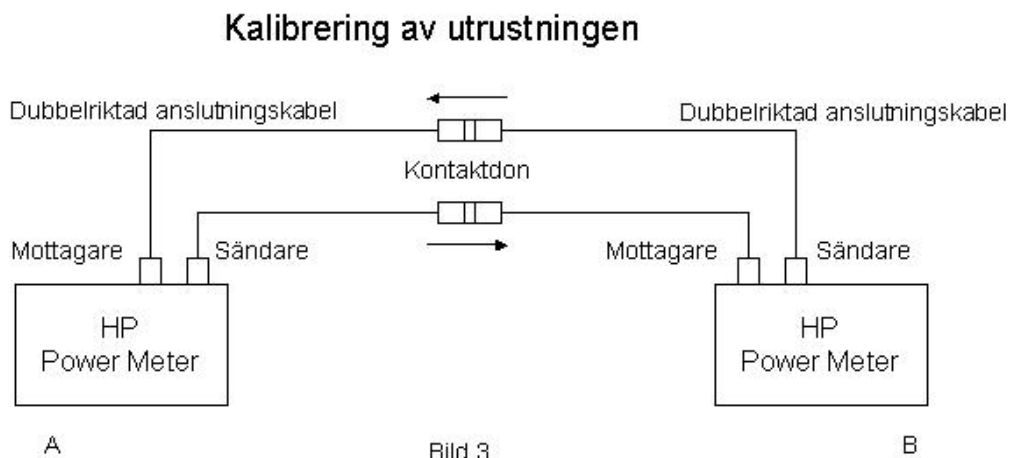 Kalibrering av utrustningen
Dubbelriktad anslutningskabel
Dubbelriktad anslutningskabel
Kontaktdon
Mottagare
Sändare
Mottagare
Sändare
HP
Power Meter
HP
Power Meter
A
Bild 3
B